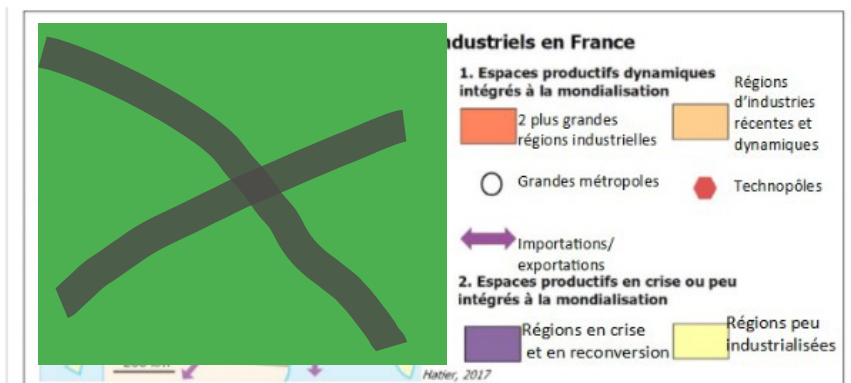 en France
1. Espaces productifs dynamiques
intégrés à la mondialisation
2 plus grandes
régions industrielles
Régions
d'industries
récentes et
dynamiques
Grandes métropoles
Technopôles
Importations/
exportations
2. Espaces productifs en crise ou peu
intégrés à la mondialisation
Régions en crise
et en reconversion
Régions peu
industrialisées
Hatier, 2017